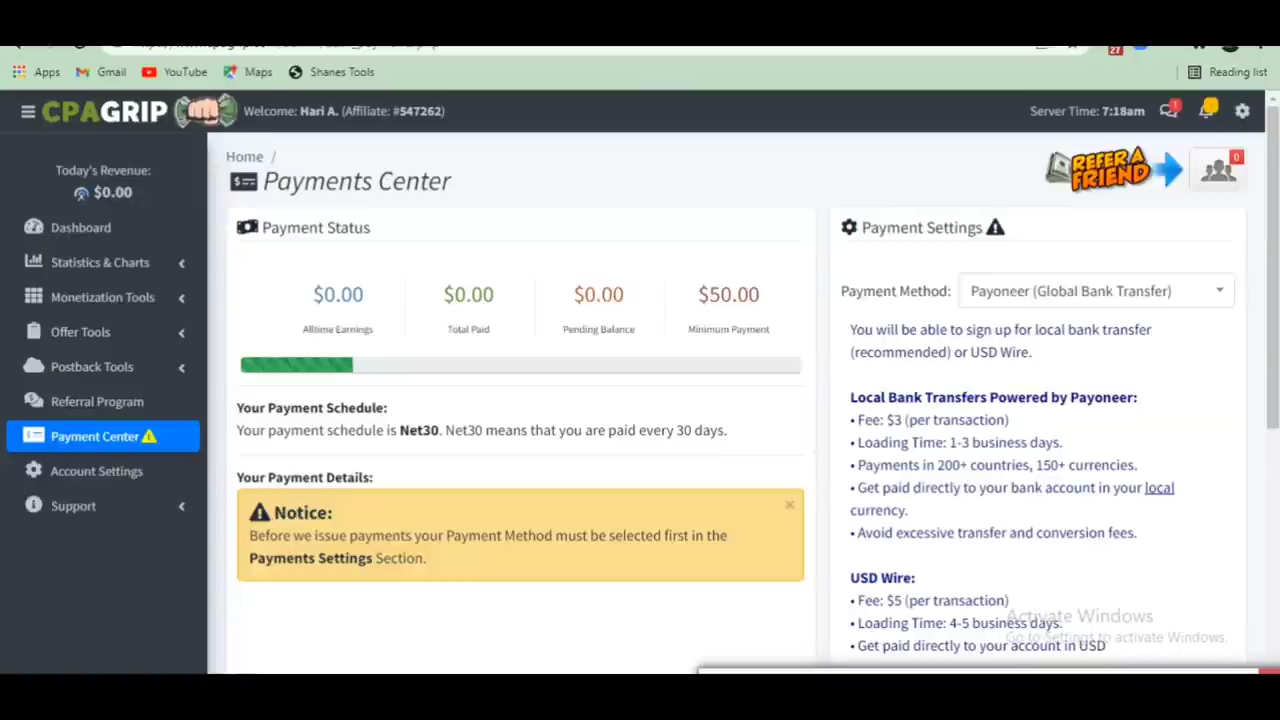 27
Apps Gmail YouTube Maps Shanes Tools Reading list
CPAGRIP Welcome: Hari A. (Affiliate: #547262) Server Time: 7:18am
Today's Revenue:
$0.00
Dashboard
Statistics & Charts
Monetization Tools
Offer Tools
Postback Tools
Referral Program
Payment Center
Account Settings
Support
Home /
Payments Center
REFER A
FRIEND
0
Payment Status
$0.00 $0.00 $0.00 $50.00
Alltime Earnings Total Paid Pending Balance Minimum Payment
Your Payment Schedule:
Your payment schedule is Net30. Net30 means that you are paid every 30 days.
Your Payment Details:
Notice:
Before we issue payments your Payment Method must be selected first in the
Payments Settings Section.
Payment Settings
Payment Method: Payoneer (Global Bank Transfer)
You will be able to sign up for local bank transfer
(recommended) or USD Wire.
Local Bank Transfers Powered by Payoneer:
• Fee: $3 (per transaction)
• Loading Time: 1-3 business days.
• Payments in 200+ countries, 150+ currencies.
• Get paid directly to your bank account in your local
currency.
• Avoid excessive transfer and conversion fees.
USD Wire:
• Fee: $5 (per transaction)
• Loading Time: 4-5 business days.
• Get paid directly to your account in USD
Activate Windows
Go to Settings to activate Windows.